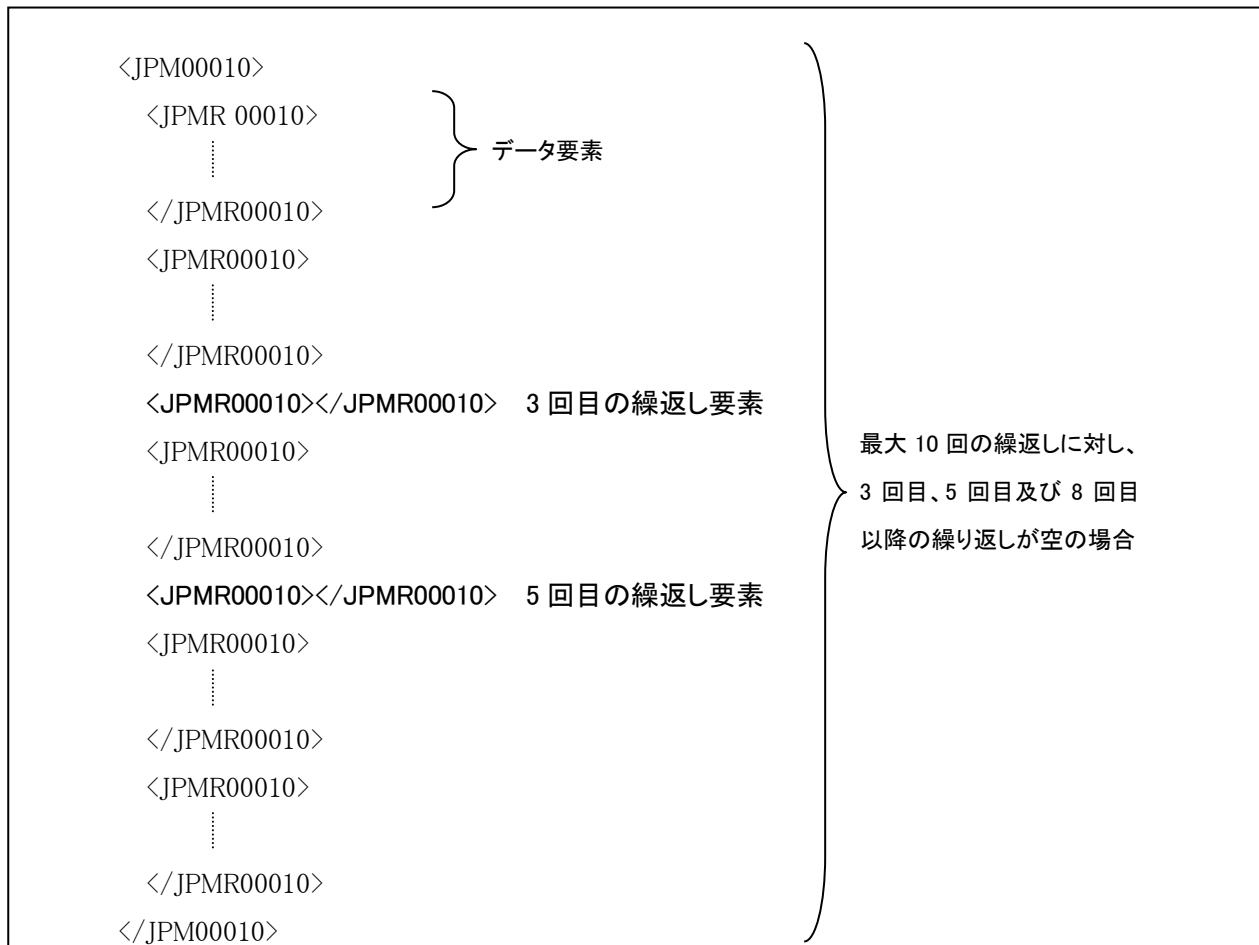 <JPM00010>
<JPMR 00010>
データ要素
</JPMR00010>
<JPMR00010>
</JPMR00010>
<JPMR00010></JPMR00010> 3 回目の繰返し要素
<JPMR00010>
</JPMR00010>
<JPMR00010></JPMR00010> 5 回目の繰返し要素
<JPMR00010>
</JPMR00010>
<JPMR00010>
</JPMR00010>
</JPM00010>
最大 10 回の繰返しに対し、
3 回目、5 回目及び 8 回目
以降の繰り返しが空の場合